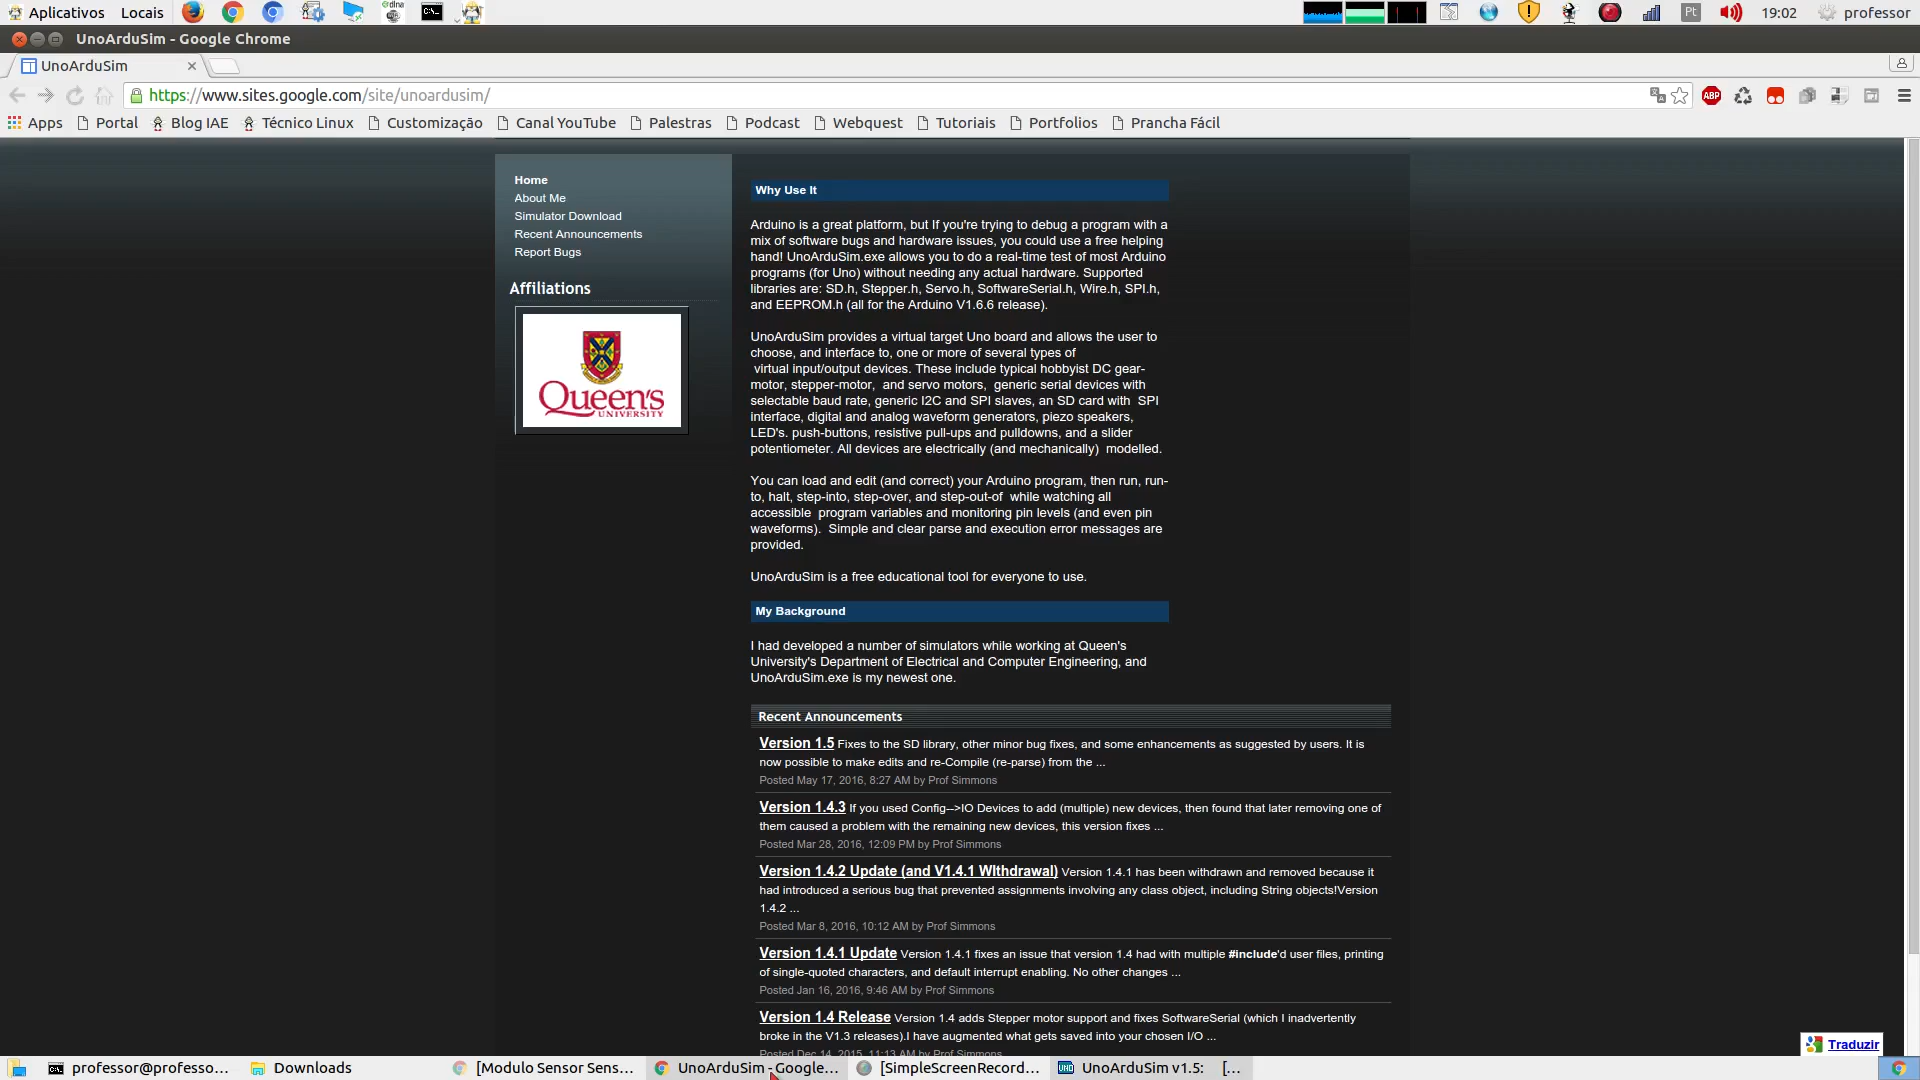 Aplicativos Locais 19:02 professor
Pt
UnoArduSim - Google Chrome
UnoArduSim
https://www.sites.google.com/site/unoardusim/
ABP
Apps Portal Blog IAE Técnico Linux Customização Canal YouTube Palestras Podcast Webquest Tutoriais Portfolios Prancha Fácil
Home
About Me
Simulator Download
Recent Announcements
Report Bugs
Affiliations
Queen's
UNIVERSITY
Why Use It
Arduino is a great platform, but If you're trying to debug a program with a
mix of software bugs and hardware issues, you could use a free helping
hand! UnoArduSim.exe allows you to do a real-time test of most Arduino
programs (for Uno) without needing any actual hardware. Supported
libraries are: SD.h, Stepper.h, Servo.h, SoftwareSerial.h, Wire.h, SPI.h,
and EEPROM.h (all for the Arduino V1.6.6 release).
UnoArduSim provides a virtual target Uno board and allows the user to
choose, and interface to, one or more of several types of
virtual input/output devices. These include typical hobbyist DC gear-
motor, stepper-motor, and servo motors, generic serial devices with
selectable baud rate, generic I2C and SPI slaves, an SD card with SPI
interface, digital and analog waveform generators, piezo speakers,
LED's. push-buttons, resistive pull-ups and pulldowns, and a slider
potentiometer. All devices are electrically (and mechanically) modelled.
You can load and edit (and correct) your Arduino program, then run, run-
to, halt, step-into, step-over, and step-out-of while watching all
accessible program variables and monitoring pin levels (and even pin
waveforms). Simple and clear parse and execution error messages are
provided.
UnoArduSim is a free educational tool for everyone to use.
My Background
I had developed a number of simulators while working at Queen's
University's Department of Electrical and Computer Engineering, and
UnoArduSim.exe is my newest one.
Recent Announcements
Version 1.5 Fixes to the SD library, other minor bug fixes, and some enhancements as suggested by users. It is
now possible to make edits and re-Compile (re-parse) from the ...
Posted May 17, 2016, 8:27 AM by Prof Simmons
Version 1.4.3 If you used Config-->IO Devices to add (multiple) new devices, then found that later removing one of
them caused a problem with the remaining new devices, this version fixes ...
Posted Mar 28, 2016, 12:09 PM by Prof Simmons
Version 1.4.2 Update (and V1.4.1 WIthdrawal) Version 1.4.1 has been withdrawn and removed because it
had introduced a serious bug that prevented assignments involving any class object, including String objects!Version
1.4.2 ...
Posted Mar 8, 2016, 10:12 AM by Prof Simmons
Version 1.4.1 Update Version 1.4.1 fixes an issue that version 1.4 had with multiple #include'd user files, printing
of single-quoted characters, and default interrupt enabling. No other changes ...
Posted Jan 16, 2016, 9:46 AM by Prof Simmons
Version 1.4 Release Version 1.4 adds Stepper motor support and fixes SoftwareSerial (which I inadvertently
broke in the V1.3 releases).I have augmented what gets saved into your chosen I/O ...
Posted Dec 14, 2015, 11:13 AM by Prof Simmons
Traduzir
professor@professo... Downloads [Modulo Sensor Sens... UnoArduSim - Google... [SimpleScreenRecord... UnoArduSim v1.5: [...